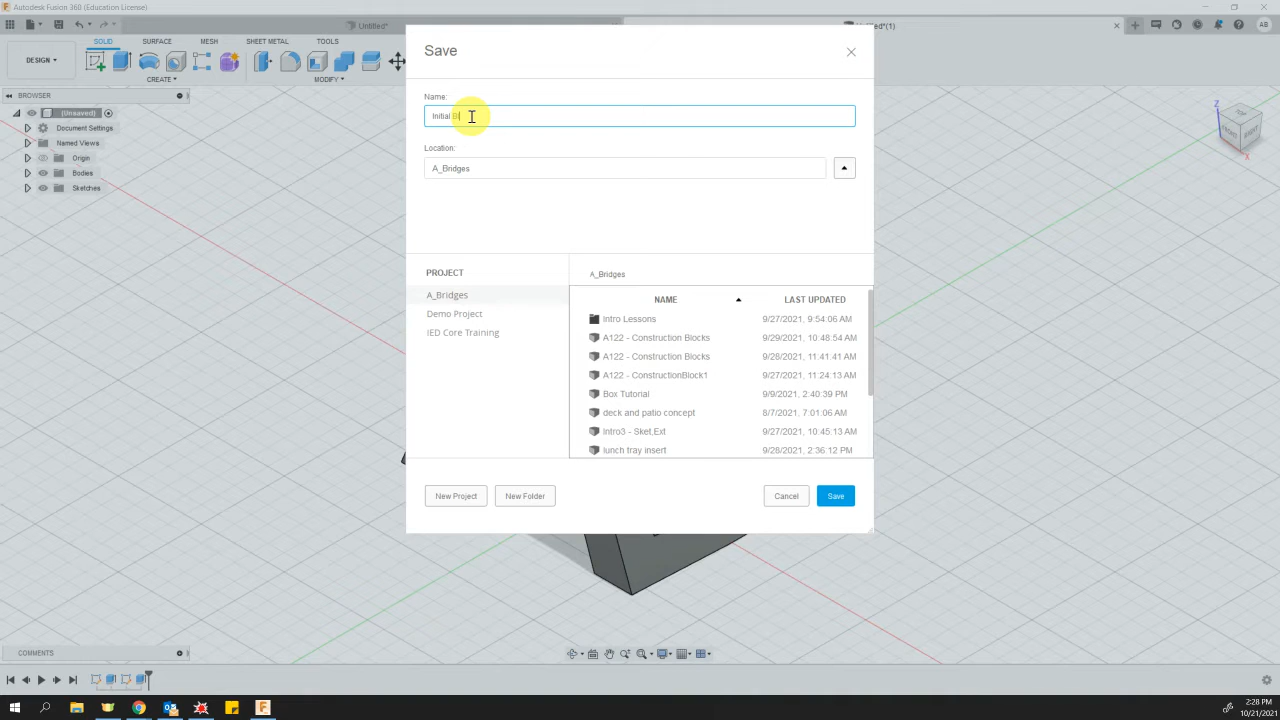 Autodesk Fusion 360 (Education License)
Untitled*
Untitled*(1)
AB
DESIGN
SOLID SURFACE MESH SHEET METAL TOOLS
CREATE MODIFY
BROWSER
(Unsaved)
Document Settings
Named Views
Origin
Bodies
Sketches
Save
Name:
Initial
Location:
A_Bridges
PROJECT
A_Bridges
Demo Project
IED Core Training
A_Bridges
NAME LAST UPDATED
Intro Lessons 9/27/2021, 9:54:06 AM
A122 - Construction Blocks 9/29/2021, 10:48:54 AM
A122 - Construction Blocks 9/28/2021, 11:41:41 AM
A122 - ConstructionBlock1 9/27/2021, 11:24:13 AM
Box Tutorial 9/9/2021, 2:40:39 PM
deck and patio concept 8/7/2021, 7:01:06 AM
Intro3 - Sket,Ext 9/27/2021, 10:45:13 AM
lunch tray insert 9/28/2021, 2:36:12 PM
New Project New Folder Cancel Save
TOP
Z
X
COMMENTS
2:28 PM
10/21/2021